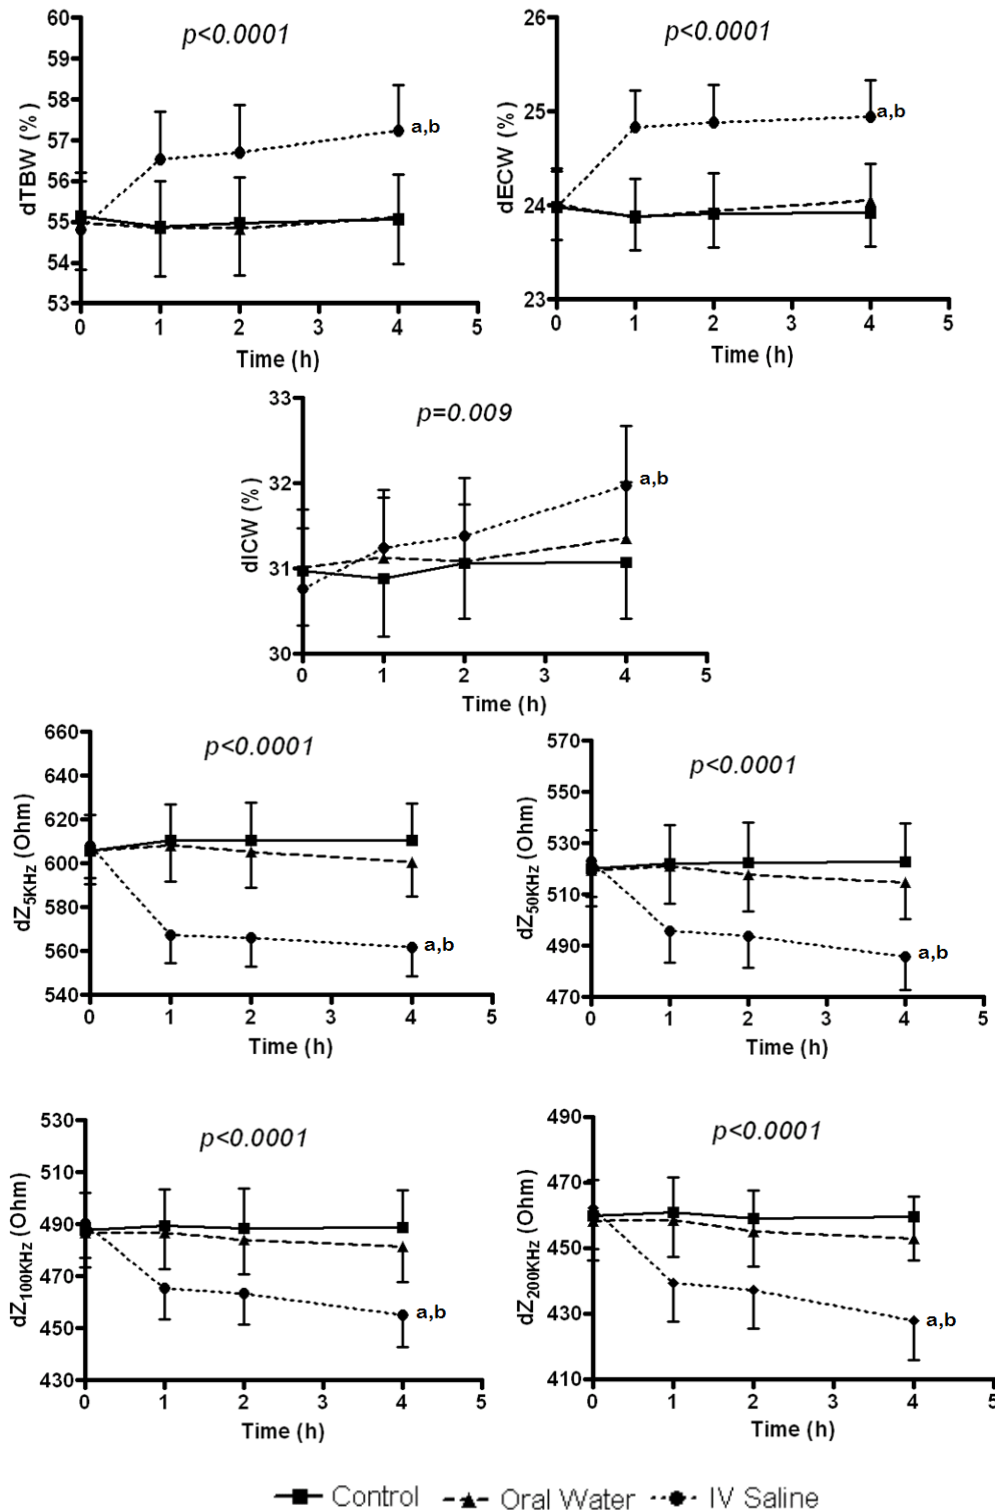 p<0.0001
dTBW (%)
60
59
58
57
56
55
54
53
a,b
0 1 2 3 4 5
Time (h)
p<0.0001
dECW (%)
26
25
24
23
a,b
0 1 2 3 4 5
Time (h)
p=0.009
dICW (%)
33
32
31
30
a,b
0 1 2 3 4 5
Time (h)
p<0.0001
dZ5KHz (Ohm)
660
640
620
600
580
560
540
a,b
0 1 2 3 4 5
Time (h)
p<0.0001
dZ50KHz (Ohm)
570
550
530
510
490
470
a,b
0 1 2 3 4 5
Time (h)
p<0.0001
dZ100KHz (Ohm)
530
510
490
470
450
430
a,b
0 1 2 3 4 5
Time (h)
p<0.0001
dZ200KHz (Ohm)
490
470
450
430
410
a,b
0 1 2 3 4 5
Time (h)
Control Oral Water IV Saline